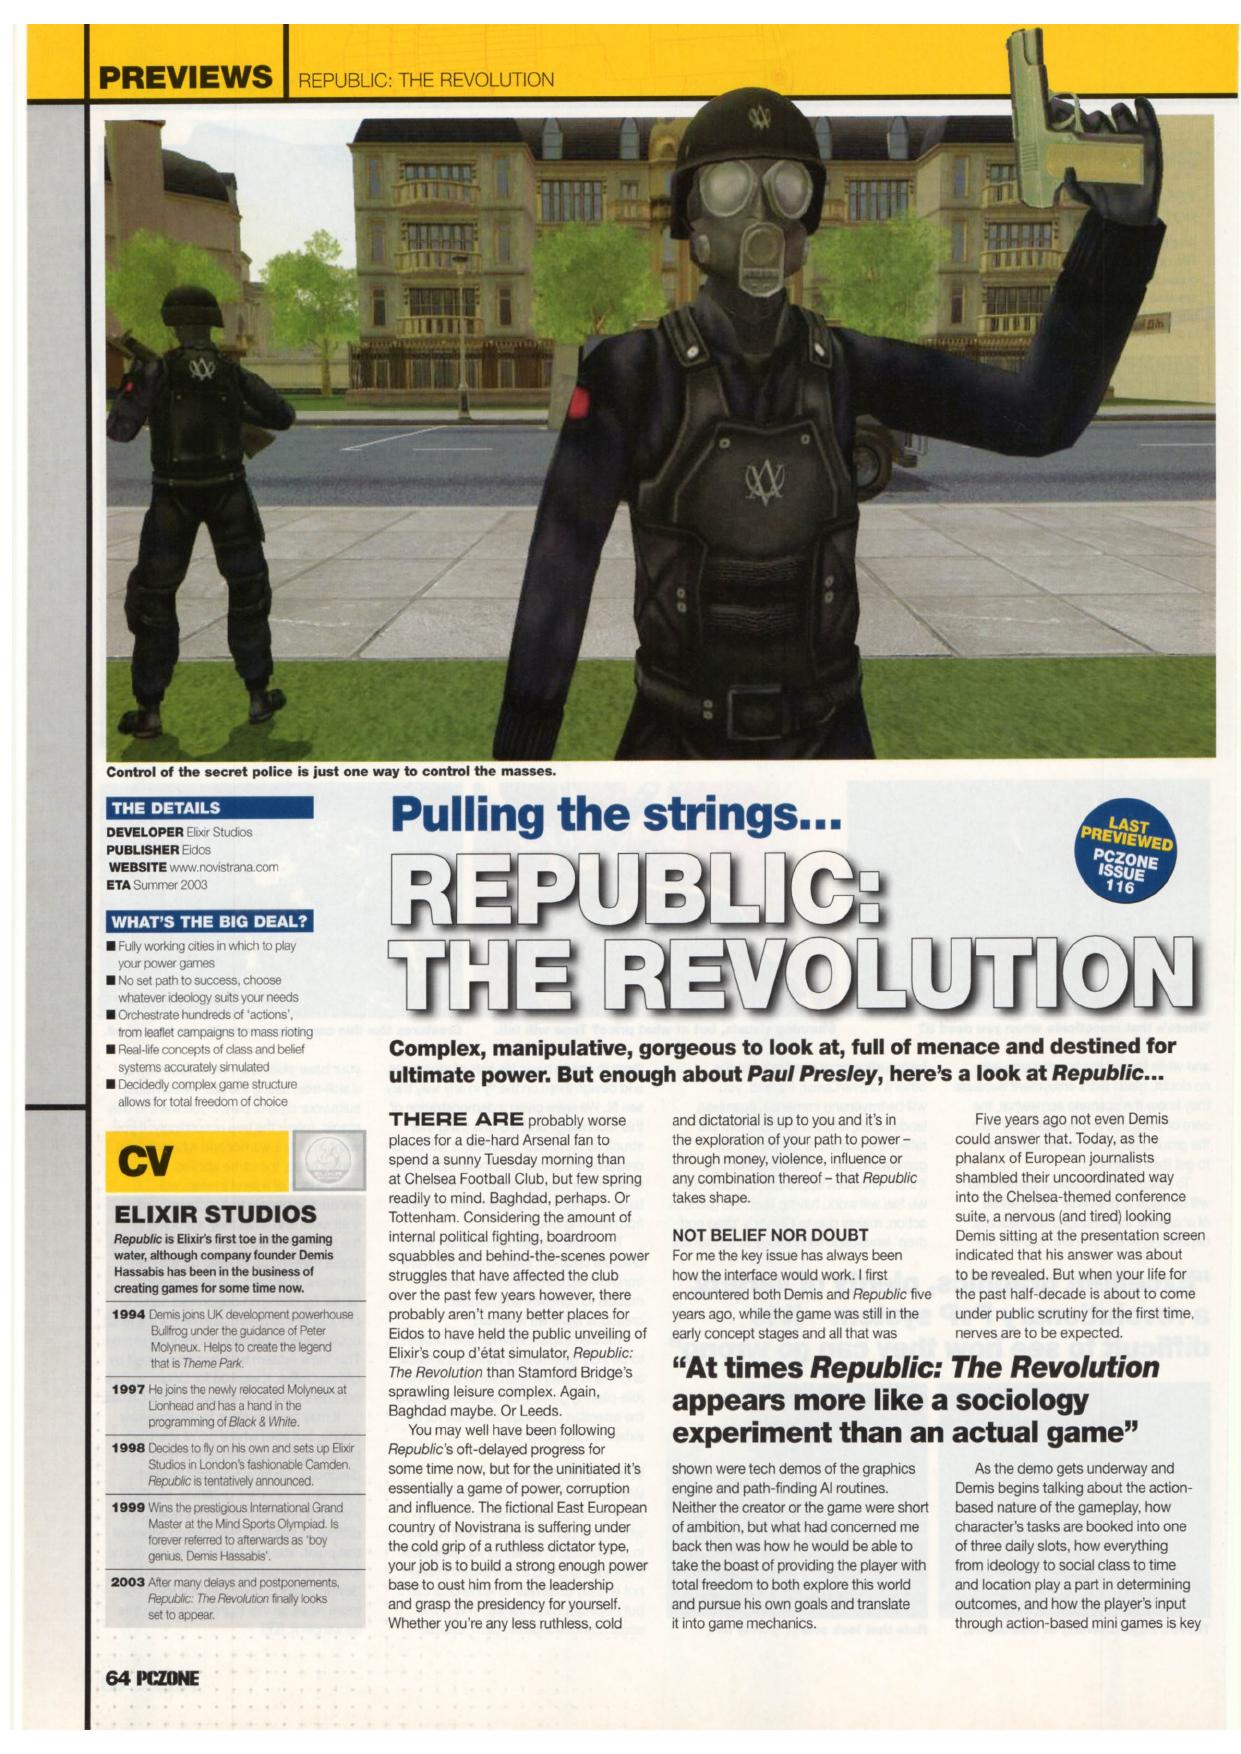 PREVIEWS
REPUBLIC: THE REVOLUTION
Control of the secret police is just one way to control the masses.
THE DETAILS
DEVELOPER Elixir Studios
PUBLISHER Eidos
WEBSITE www.novistrana.com
ETA Summer 2003
WHAT'S THE BIG DEAL?
■ Fully working cities in which to play
your power games
■ No set path to success, choose
whatever ideology suits your needs
■ Orchestrate hundreds of 'actions',
from leaflet campaigns to mass rioting
■ Real-life concepts of class and belief
systems accurately simulated
■ Decidedly complex game structure
allows for total freedom of choice
CV
ELIXIR STUDIOS
Republic is Elixir's first toe in the gaming
water, although company founder Demis
Hassabis has been in the business of
creating games for some time now.
1994 Demis joins UK development powerhouse
Bullfrog under the guidance of Peter
Molyneux. Helps to create the legend
that is Theme Park.
1997 He joins the newly relocated Molyneux at
Lionhead and has a hand in the
programming of Black & White.
1998 Decides to fly on his own and sets up Elixir
Studios in London's fashionable Camden.
Republic is tentatively announced.
1999 Wins the prestigious International Grand
Master at the Mind Sports Olympiad. Is
forever referred to afterwards as 'boy
genius, Demis Hassabis'.
2003 After many delays and postponements,
Republic: The Revolution finally looks
set to appear.
Pulling the strings...
REPUBLIC:
THE REVOLUTION
LAST
PREVIEWED
PCZONE
ISSUE
116
Complex, manipulative, gorgeous to look at, full of menace and destined for
ultimate power. But enough about Paul Presley, here's a look at Republic...
THERE ARE probably worse
places for a die-hard Arsenal fan to
spend a sunny Tuesday morning than
at Chelsea Football Club, but few spring
readily to mind. Baghdad, perhaps. Or
Tottenham. Considering the amount of
internal political fighting, boardroom
squabbles and behind-the-scenes power
struggles that have affected the club
over the past few years however, there
probably aren't many better places for
Eidos to have held the public unveiling of
Elixir's coup d'état simulator, Republic:
The Revolution than Stamford Bridge's
sprawling leisure complex. Again,
Baghdad maybe. Or Leeds.
You may well have been following
Republic's oft-delayed progress for
some time now, but for the uninitiated it's
essentially a game of power, corruption
and influence. The fictional East European
country of Novistrana is suffering under
the cold grip of a ruthless dictator type,
your job is to build a strong enough power
base to oust him from the leadership
and grasp the presidency for yourself.
Whether you're any less ruthless, cold
and dictatorial is up to you and it's in
the exploration of your path to power –
through money, violence, influence or
any combination thereof – that Republic
takes shape.
NOT BELIEF NOR DOUBT
For me the key issue has always been
how the interface would work. I first
encountered both Demis and Republic five
years ago, while the game was still in the
early concept stages and all that was
shown were tech demos of the graphics
engine and path-finding AI routines.
Neither the creator or the game were short
of ambition, but what had concerned me
back then was how he would be able to
take the boast of providing the player with
total freedom to both explore this world
and pursue his own goals and translate
it into game mechanics.
"At times Republic: The Revolution
appears more like a sociology
experiment than an actual game"
Five years ago not even Demis
could answer that. Today, as the
phalanx of European journalists
shambled their uncoordinated way
into the Chelsea-themed conference
suite, a nervous (and tired) looking
Demis sitting at the presentation screen
indicated that his answer was about
to be revealed. But when your life for
the past half-decade is about to come
under public scrutiny for the first time,
nerves are to be expected.
As the demo gets underway and
Demis begins talking about the action-
based nature of the gameplay, how
character's tasks are booked into one
of three daily slots, how everything
from ideology to social class to time
and location play a part in determining
outcomes, and how the player's input
through action-based mini games is key
64 PCZONE